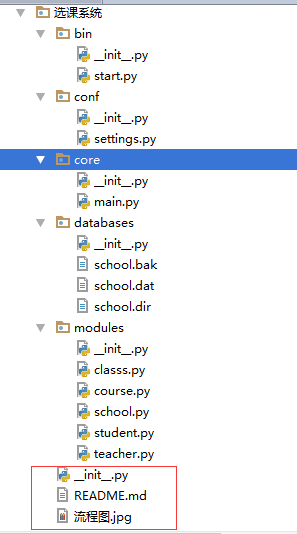 选课系统
bin
__init__.py
start.py
conf
__init__.py
settings.py
core
__init__.py
main.py
databases
__init__.py
school.bak
school.dat
school.dir
modules
__init__.py
classs.py
course.py
school.py
student.py
teacher.py
__init__.py
README.md
流程图.jpg